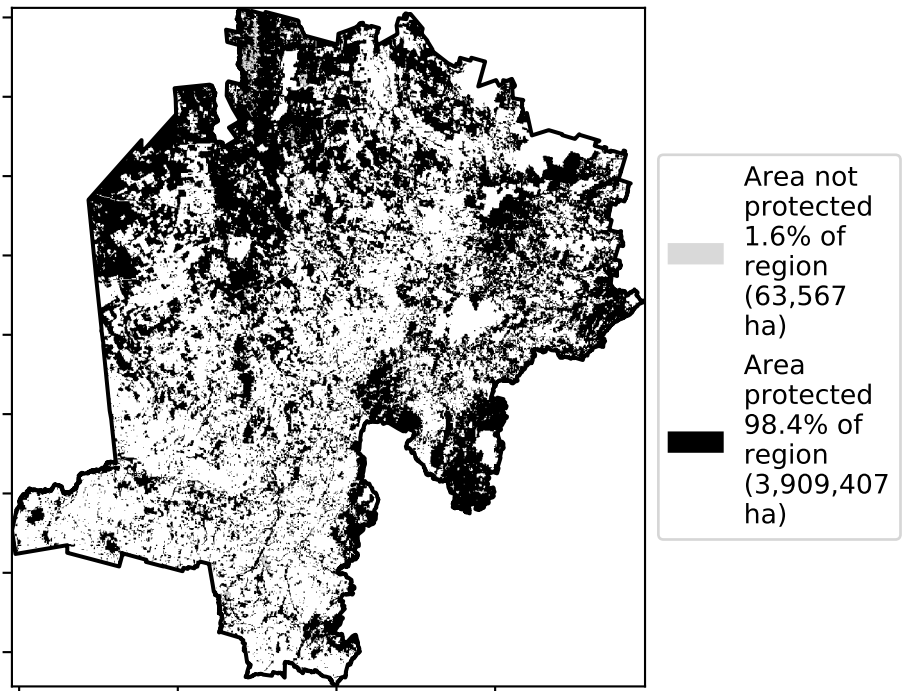 Area not
protected
1.6% of
region
(63,567
ha)
Area
protected
98.4% of
region
(3,909,407
ha)